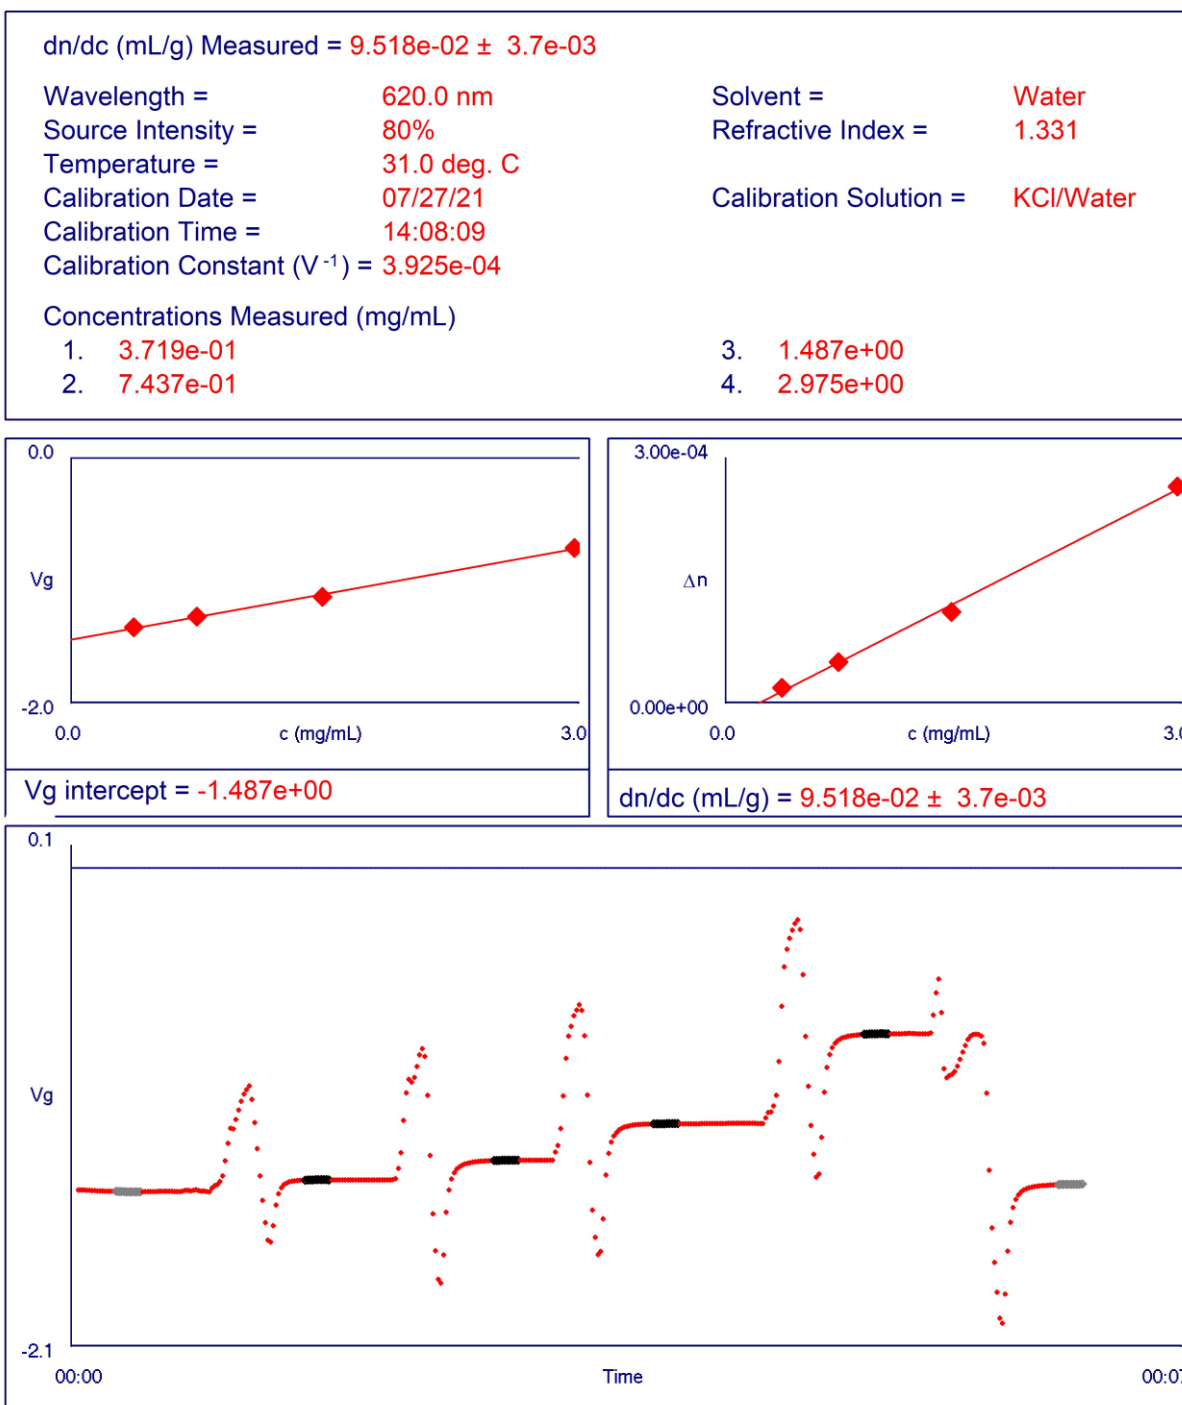 dn/dc (mL/g) Measured = 9.518e-02 ± 3.7e-03
Wavelength = 620.0 nm Solvent = Water
Source Intensity = 80% Refractive Index = 1.331
Temperature = 31.0 deg. C
Calibration Date = 07/27/21 Calibration Solution = KCl/Water
Calibration Time = 14:08:09
Calibration Constant (V⁻¹) = 3.925e-04
Concentrations Measured (mg/mL)
1. 3.719e-01 3. 1.487e+00
2. 7.437e-01 4. 2.975e+00
0.0
Vg
-2.0
0.0 c (mg/mL) 3.0
Vg intercept = -1.487e+00
3.00e-04
Δn
0.00e+00
0.0 c (mg/mL) 3.0
dn/dc (mL/g) = 9.518e-02 ± 3.7e-03
0.1
Vg
-2.1
00:00 Time 00:07